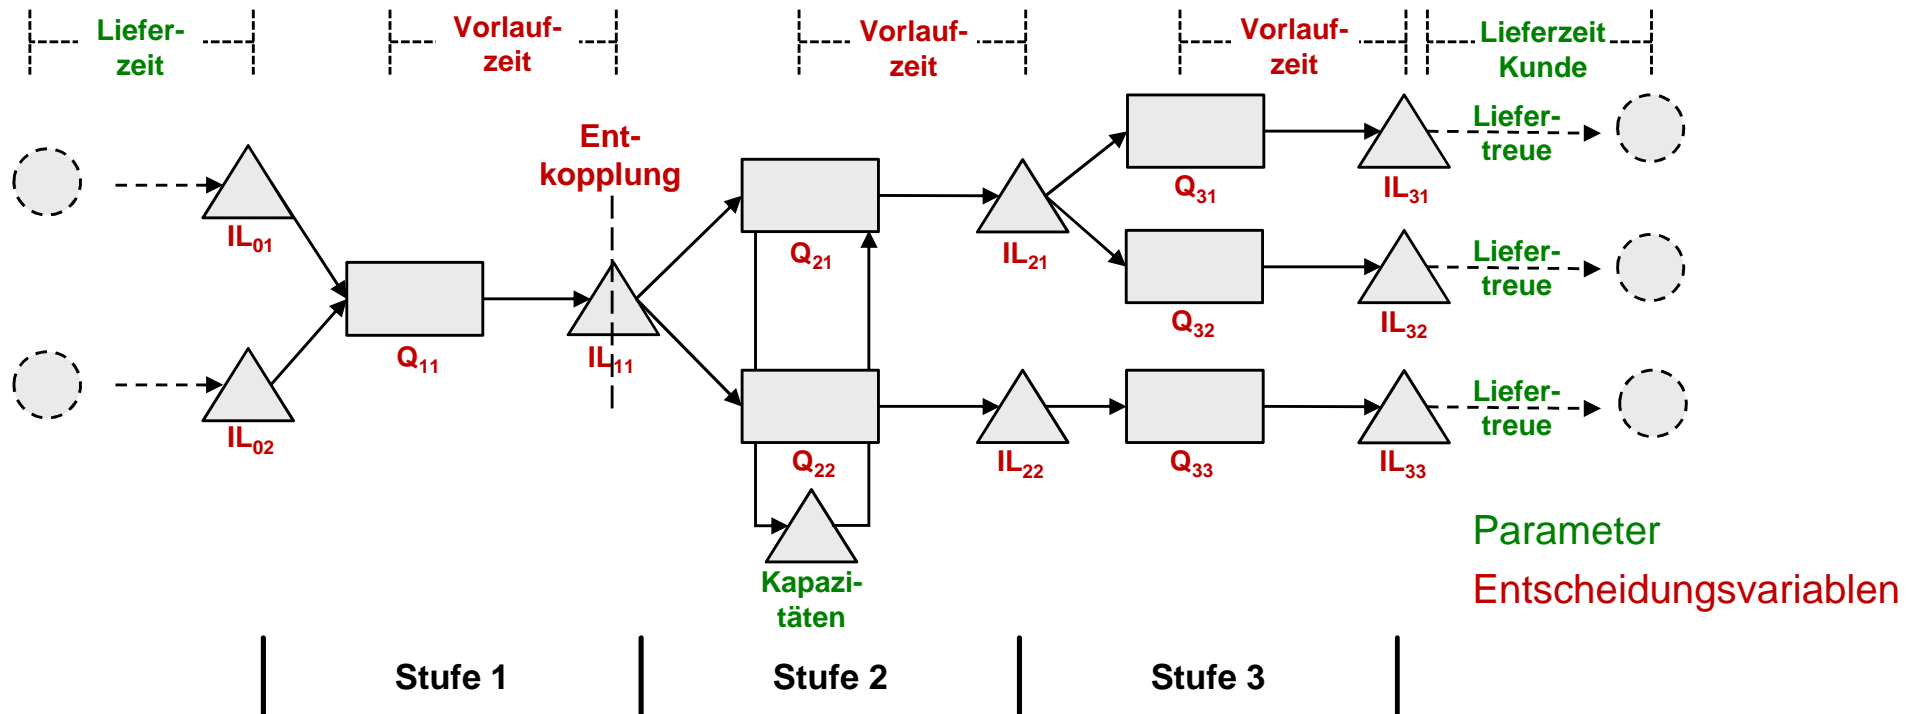 Liefer-
zeit
Vorlauf-
zeit
Vorlauf-
zeit
Vorlauf-
zeit
Lieferzeit
Kunde
Ent-
kopplung
Liefer-
treue
IL01
Q21
IL21
Q31
IL31
Liefer-
treue
Q11
IL11
Q32
IL32
Liefer-
treue
IL02
Q22
IL22
Q33
IL33
Kapazi-
täten
Parameter
Entscheidungsvariablen
Stufe 1
Stufe 2
Stufe 3